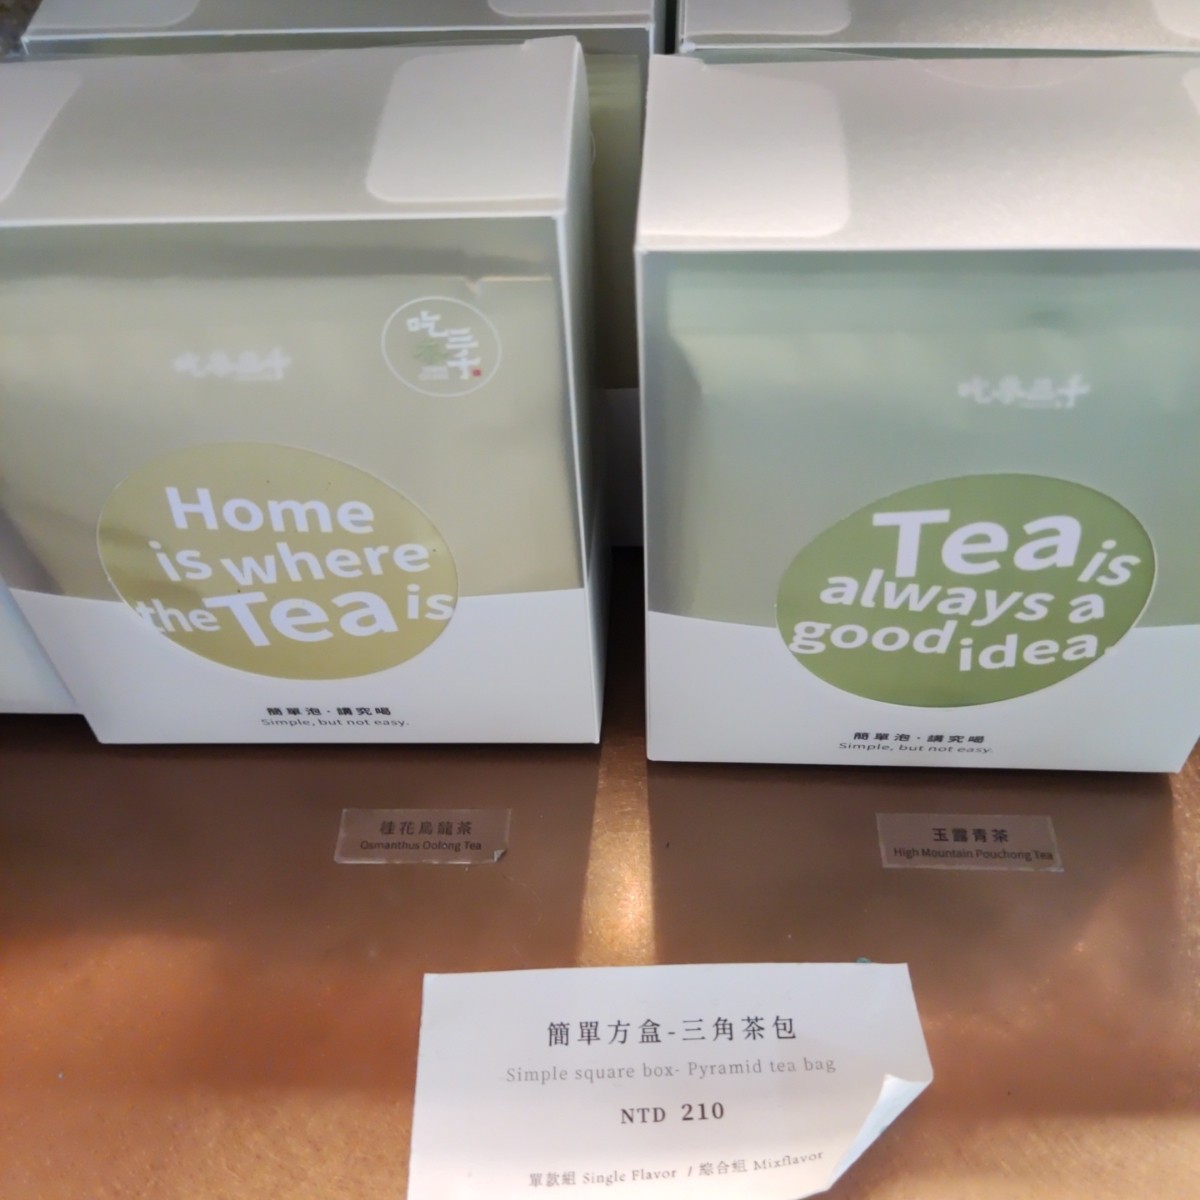 吃茶三千
吃茶三千
Home
is where
the Tea is
簡單泡·講究喝
Simple, but not easy.
吃茶三千
Tea is
always a
good idea.
簡單泡·講究喝
Simple, but not easy.
桂花烏龍茶
Osmanthus Oolong Tea
玉露青茶
High Mountain Pouchong Tea
簡單方盒-三角茶包
Simple square box- Pyramid tea bag
NTD 210
單款組 Single Flavor / 綜合組 Mixflavor